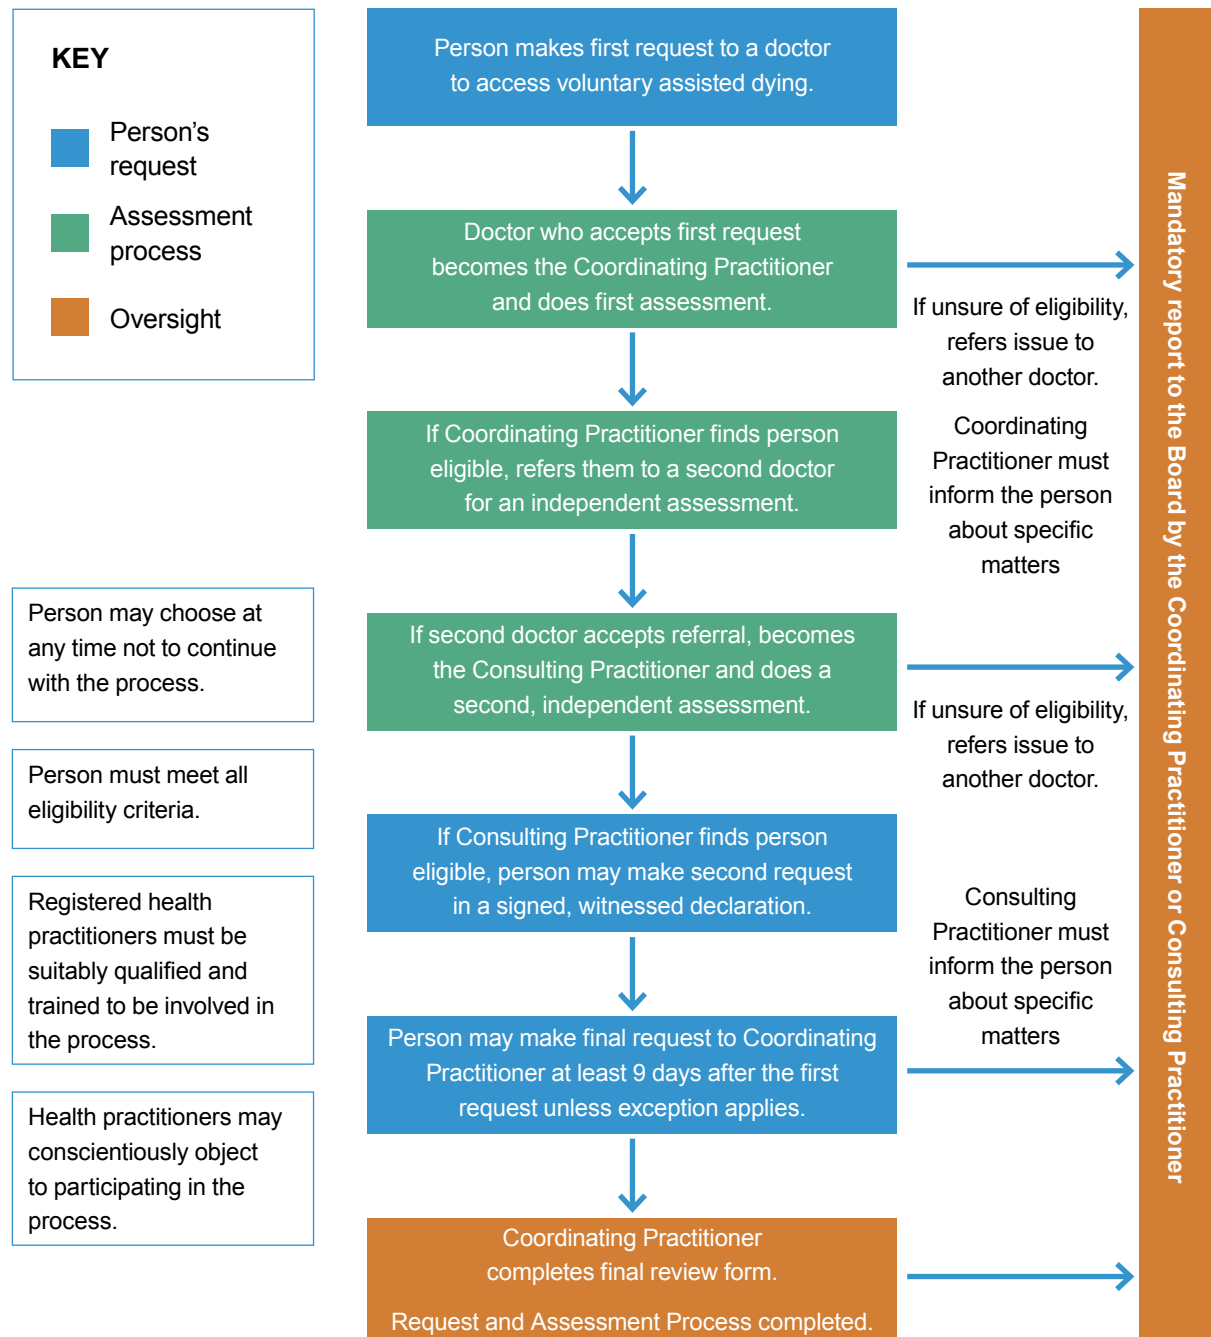 KEY
Person's
request
Assessment
process
Oversight
Person makes first request to a doctor
to access voluntary assisted dying.
Doctor who accepts first request
becomes the Coordinating Practitioner
and does first assessment.
If unsure of eligibility,
refers issue to
another doctor.
If Coordinating Practitioner finds person
eligible, refers them to a second doctor
for an independent assessment.
Coordinating
Practitioner must
inform the person
about specific
matters
If second doctor accepts referral, becomes
the Consulting Practitioner and does a
second, independent assessment.
If unsure of eligibility,
refers issue to
another doctor.
If Consulting Practitioner finds person
eligible, person may make second request
in a signed, witnessed declaration.
Consulting
Practitioner must
inform the person
about specific
matters
Person may make final request to Coordinating
Practitioner at least 9 days after the first
request unless exception applies.
Coordinating Practitioner
completes final review form.
Request and Assessment Process completed.
Person may choose at
any time not to continue
with the process.
Person must meet all
eligibility criteria.
Registered health
practitioners must be
suitably qualified and
trained to be involved in
the process.
Health practitioners may
conscientiously object
to participating in the
process.
Mandatory report to the Board by the Coordinating Practitioner or Consulting Practitioner